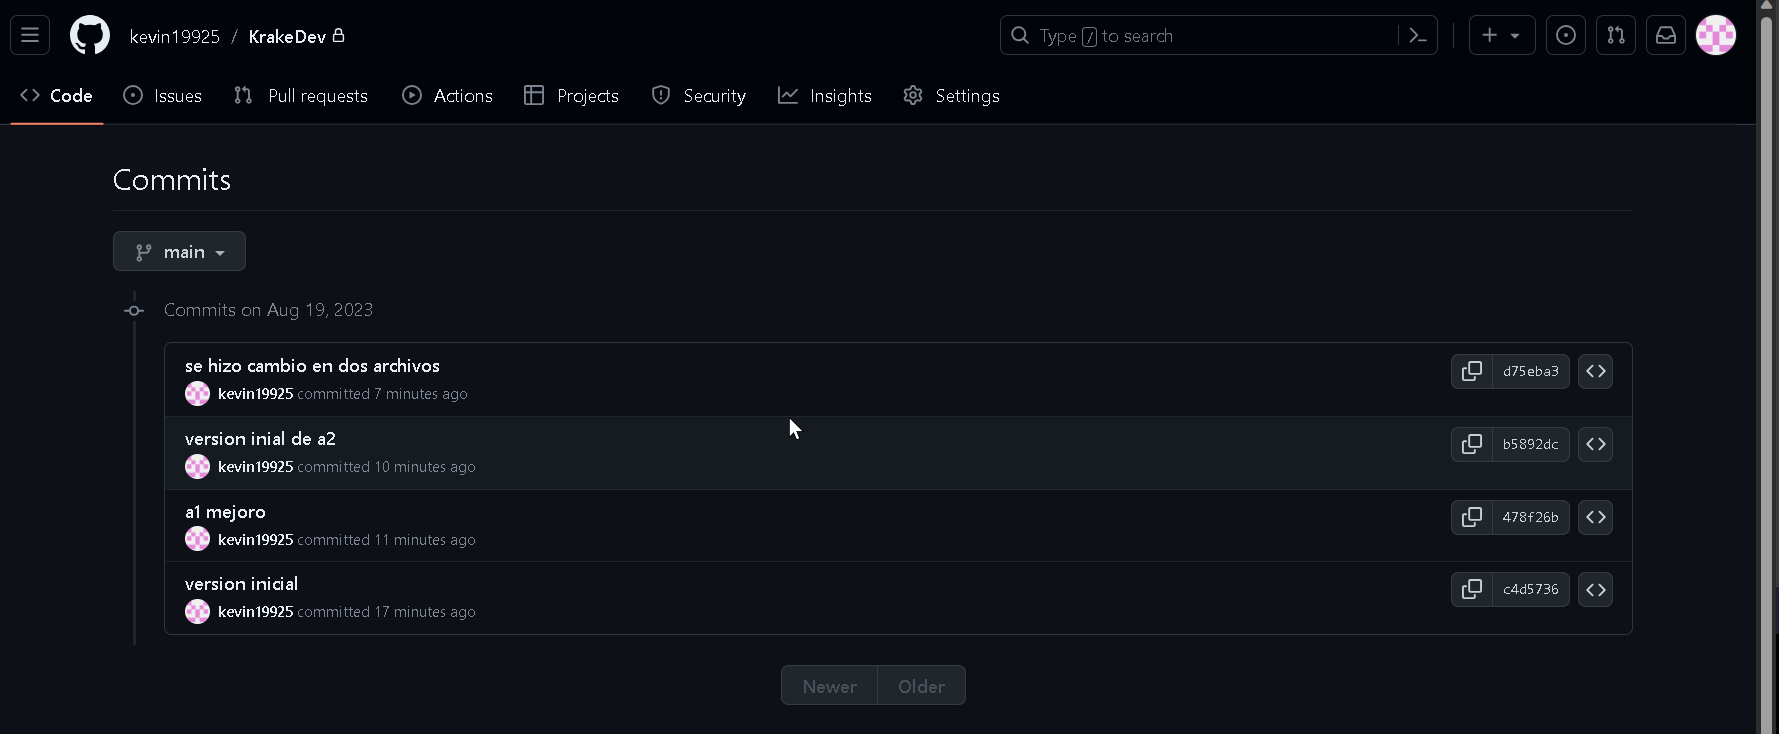 kevin19925 / KrakeDev
Type / to search
Code Issues Pull requests Actions Projects Security Insights Settings
Commits
main
Commits on Aug 19, 2023
se hizo cambio en dos archivos
kevin19925 committed 7 minutes ago
d75eba3
version inial de a2
kevin19925 committed 10 minutes ago
b5892dc
a1 mejoro
kevin19925 committed 11 minutes ago
478f26b
version inicial
kevin19925 committed 17 minutes ago
c4d5736
Newer Older